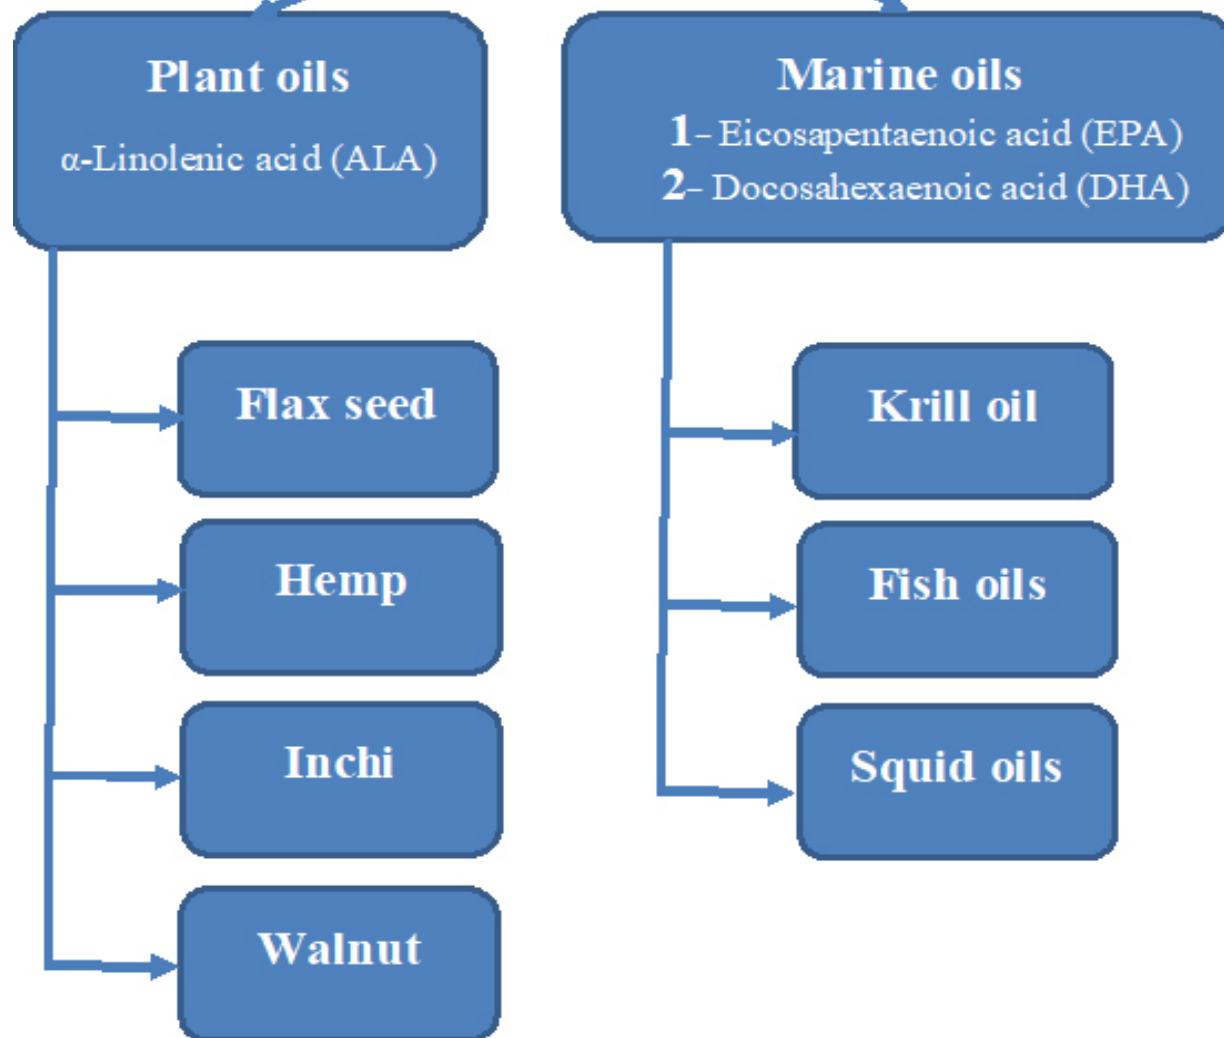 Plant oils
α-Linolenic acid (ALA)
Marine oils
1– Eicosapentaenoic acid (EPA)
2– Docosahexaenoic acid (DHA)
Flax seed
Hemp
Inchi
Walnut
Krill oil
Fish oils
Squid oils